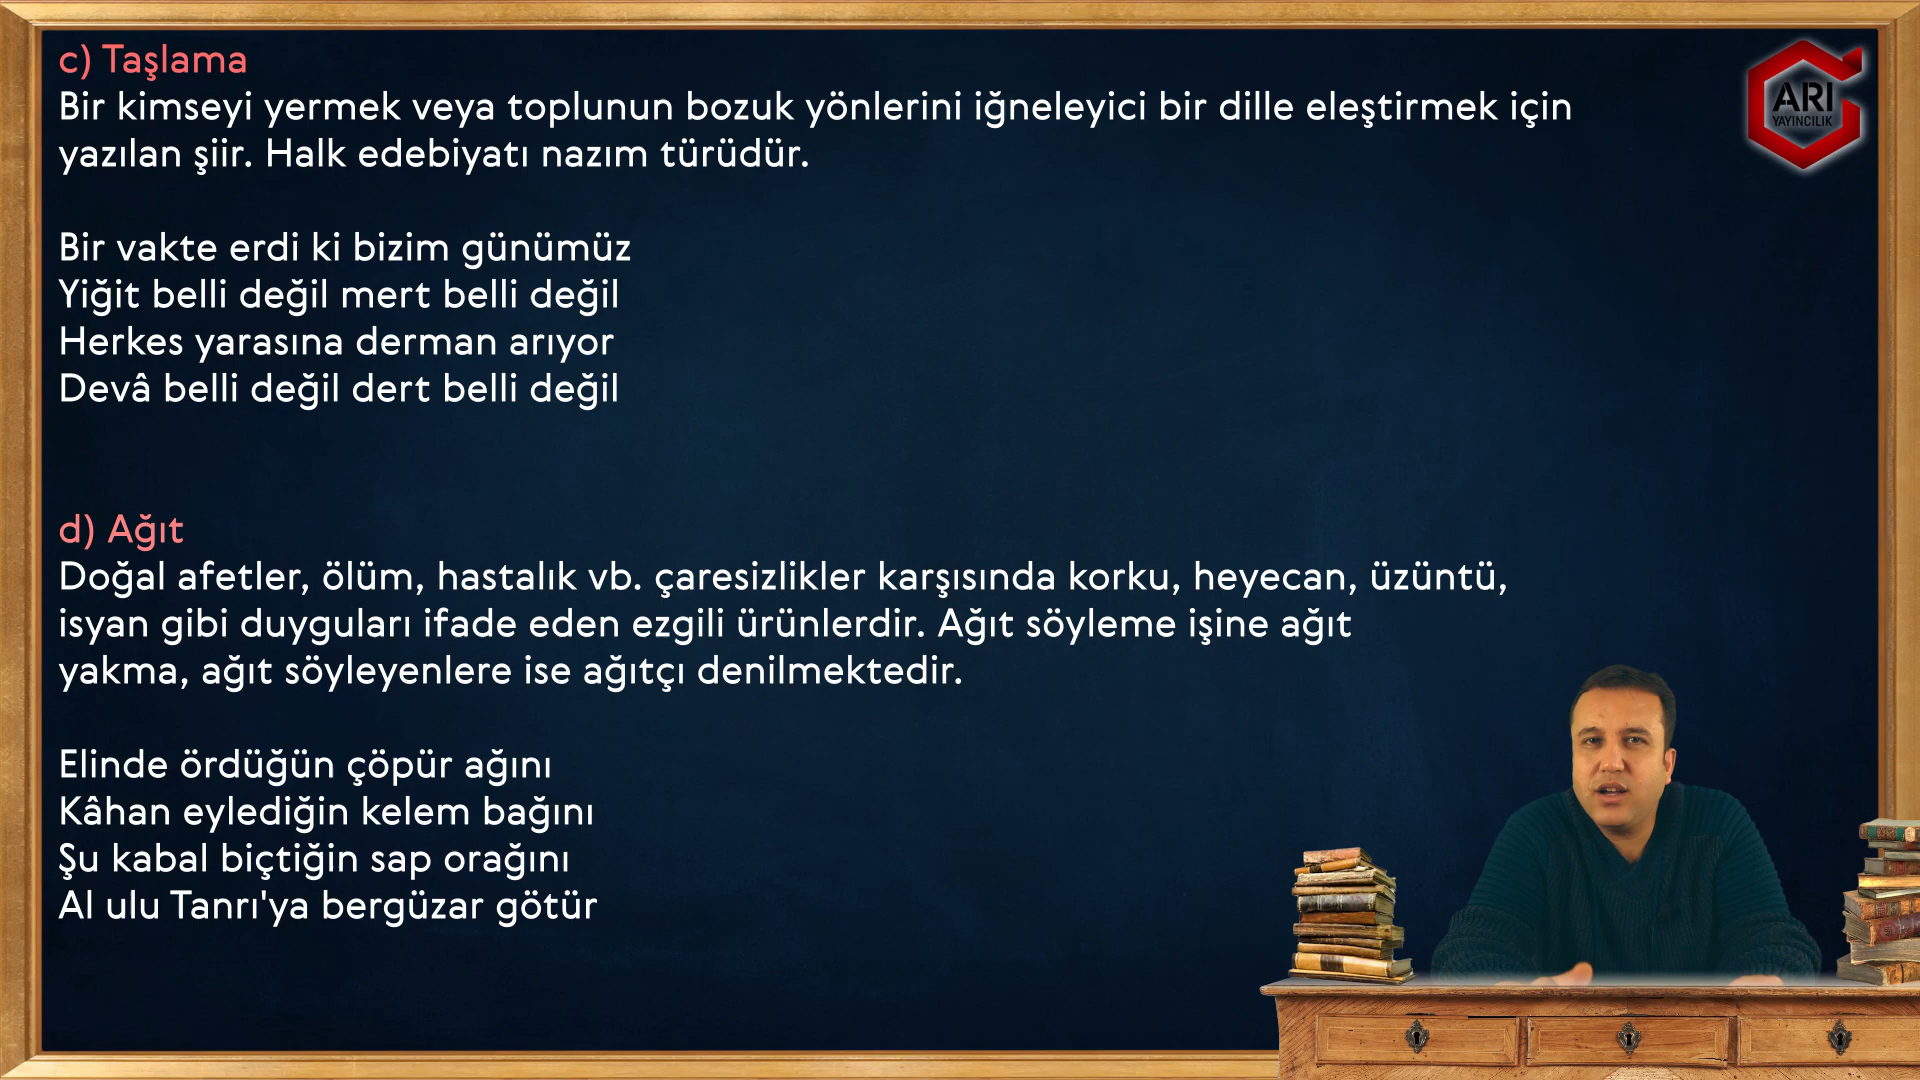 c) Taşlama
Bir kimseyi yermek veya toplunun bozuk yönlerini iğneleyici bir dille eleştirmek için
yazılan şiir. Halk edebiyatı nazım türüdür.
Bir vakte erdi ki bizim günümüz
Yiğit belli değil mert belli değil
Herkes yarasına derman arıyor
Devâ belli değil dert belli değil
d) Ağıt
Doğal afetler, ölüm, hastalık vb. çaresizlikler karşısında korku, heyecan, üzüntü,
isyan gibi duyguları ifade eden ezgili ürünlerdir. Ağıt söyleme işine ağıt
yakma, ağıt söyleyenlere ise ağıtçı denilmektedir.
Elinde ördüğün çöpür ağını
Kâhan eylediğin kelem bağını
Şu kabal biçtiğin sap orağını
Al ulu Tanrı'ya bergüzar götür
ARI
YAYINCILIK